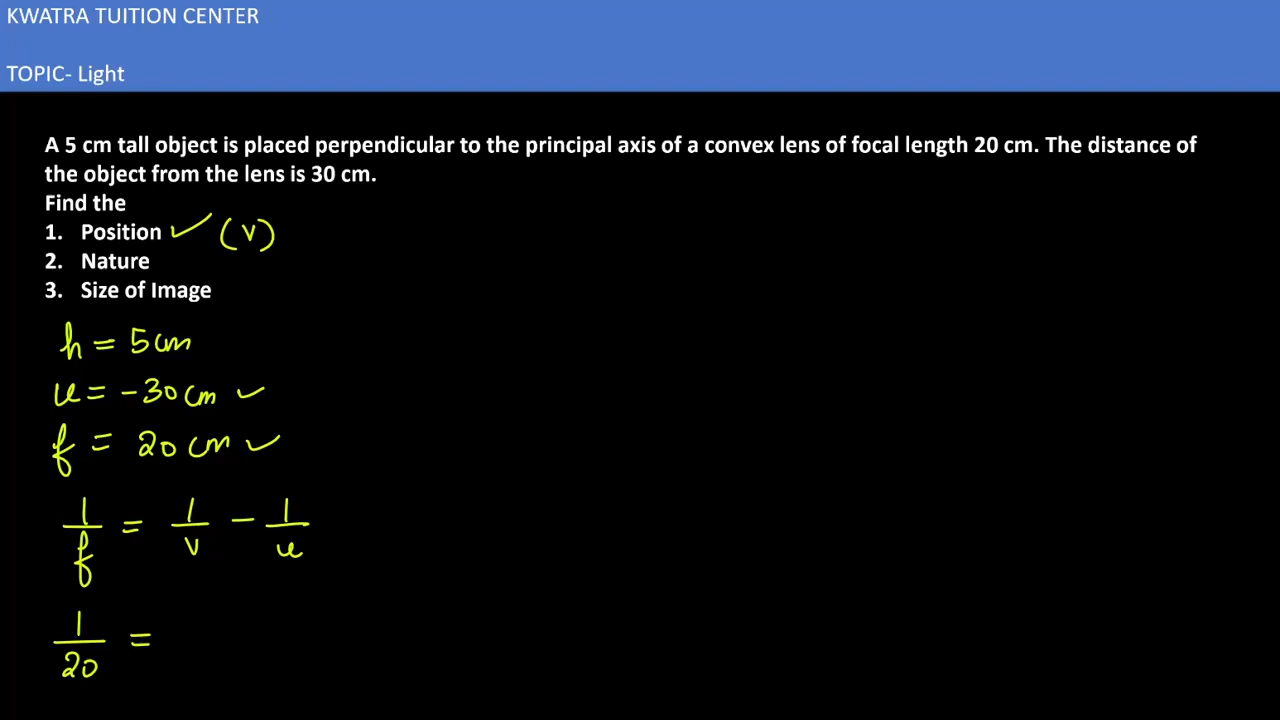 KWATRA TUITION CENTER
TOPIC- Light
A 5 cm tall object is placed perpendicular to the principal axis of a convex lens of focal length 20 cm. The distance of
the object from the lens is 30 cm.
Find the
1. Position ✓ (v)
2. Nature
3. Size of Image
h = 5cm
u = -30cm ✓
f = 20cm ✓
1/f = 1/v - 1/u
1/20 =